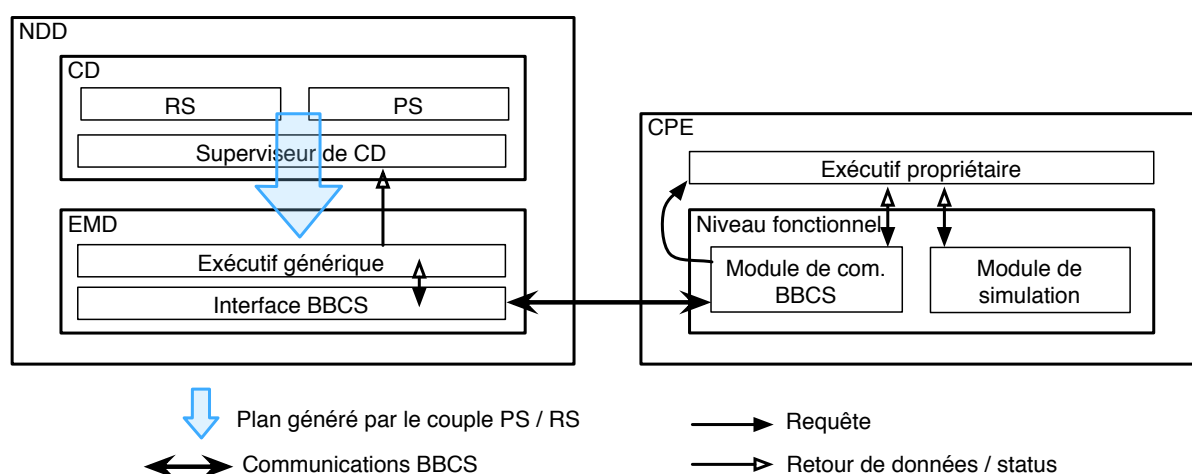 NDD
CD
RS
PS
Superviseur de CD
EMD
Exécutif générique
Interface BBCS
CPE
Exécutif propriétaire
Niveau fonctionnel
Module de com.
BBCS
Module de
simulation
Plan généré par le couple PS / RS
Communications BBCS
Requête
Retour de données / status